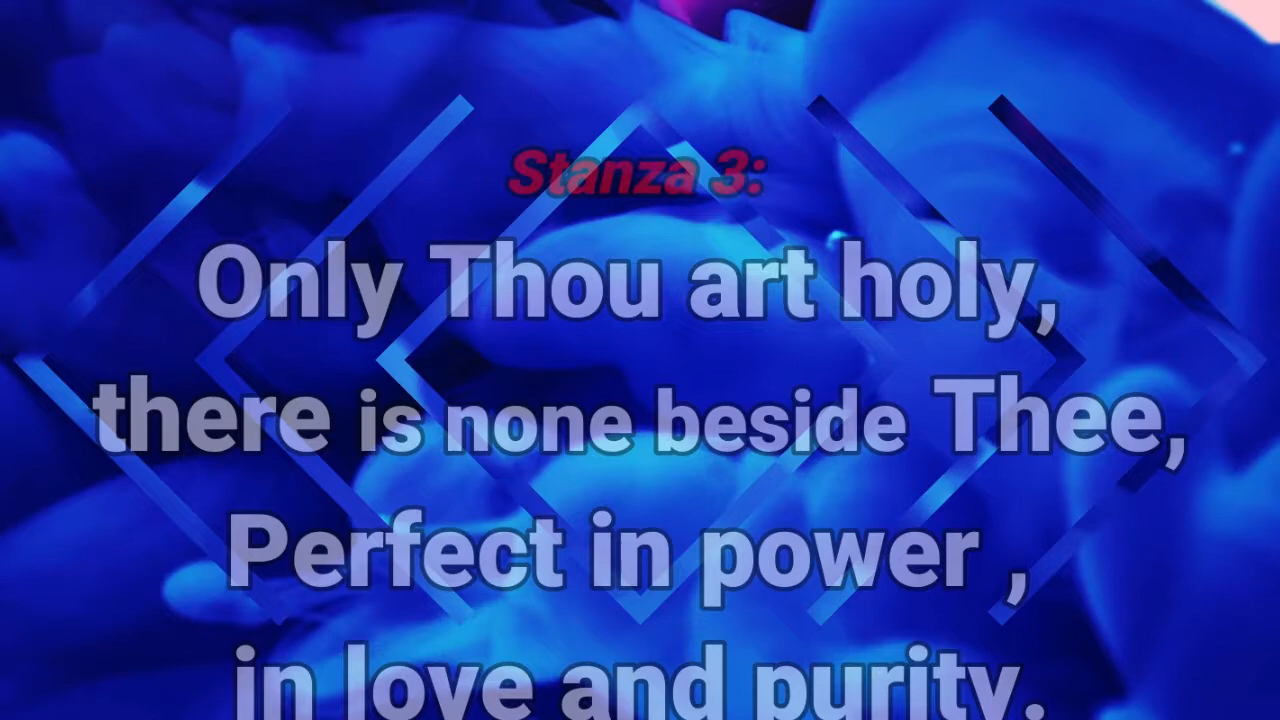 Stanza 3:
Only Thou art holy,
there is none beside Thee,
Perfect in power ,
in love and purity.